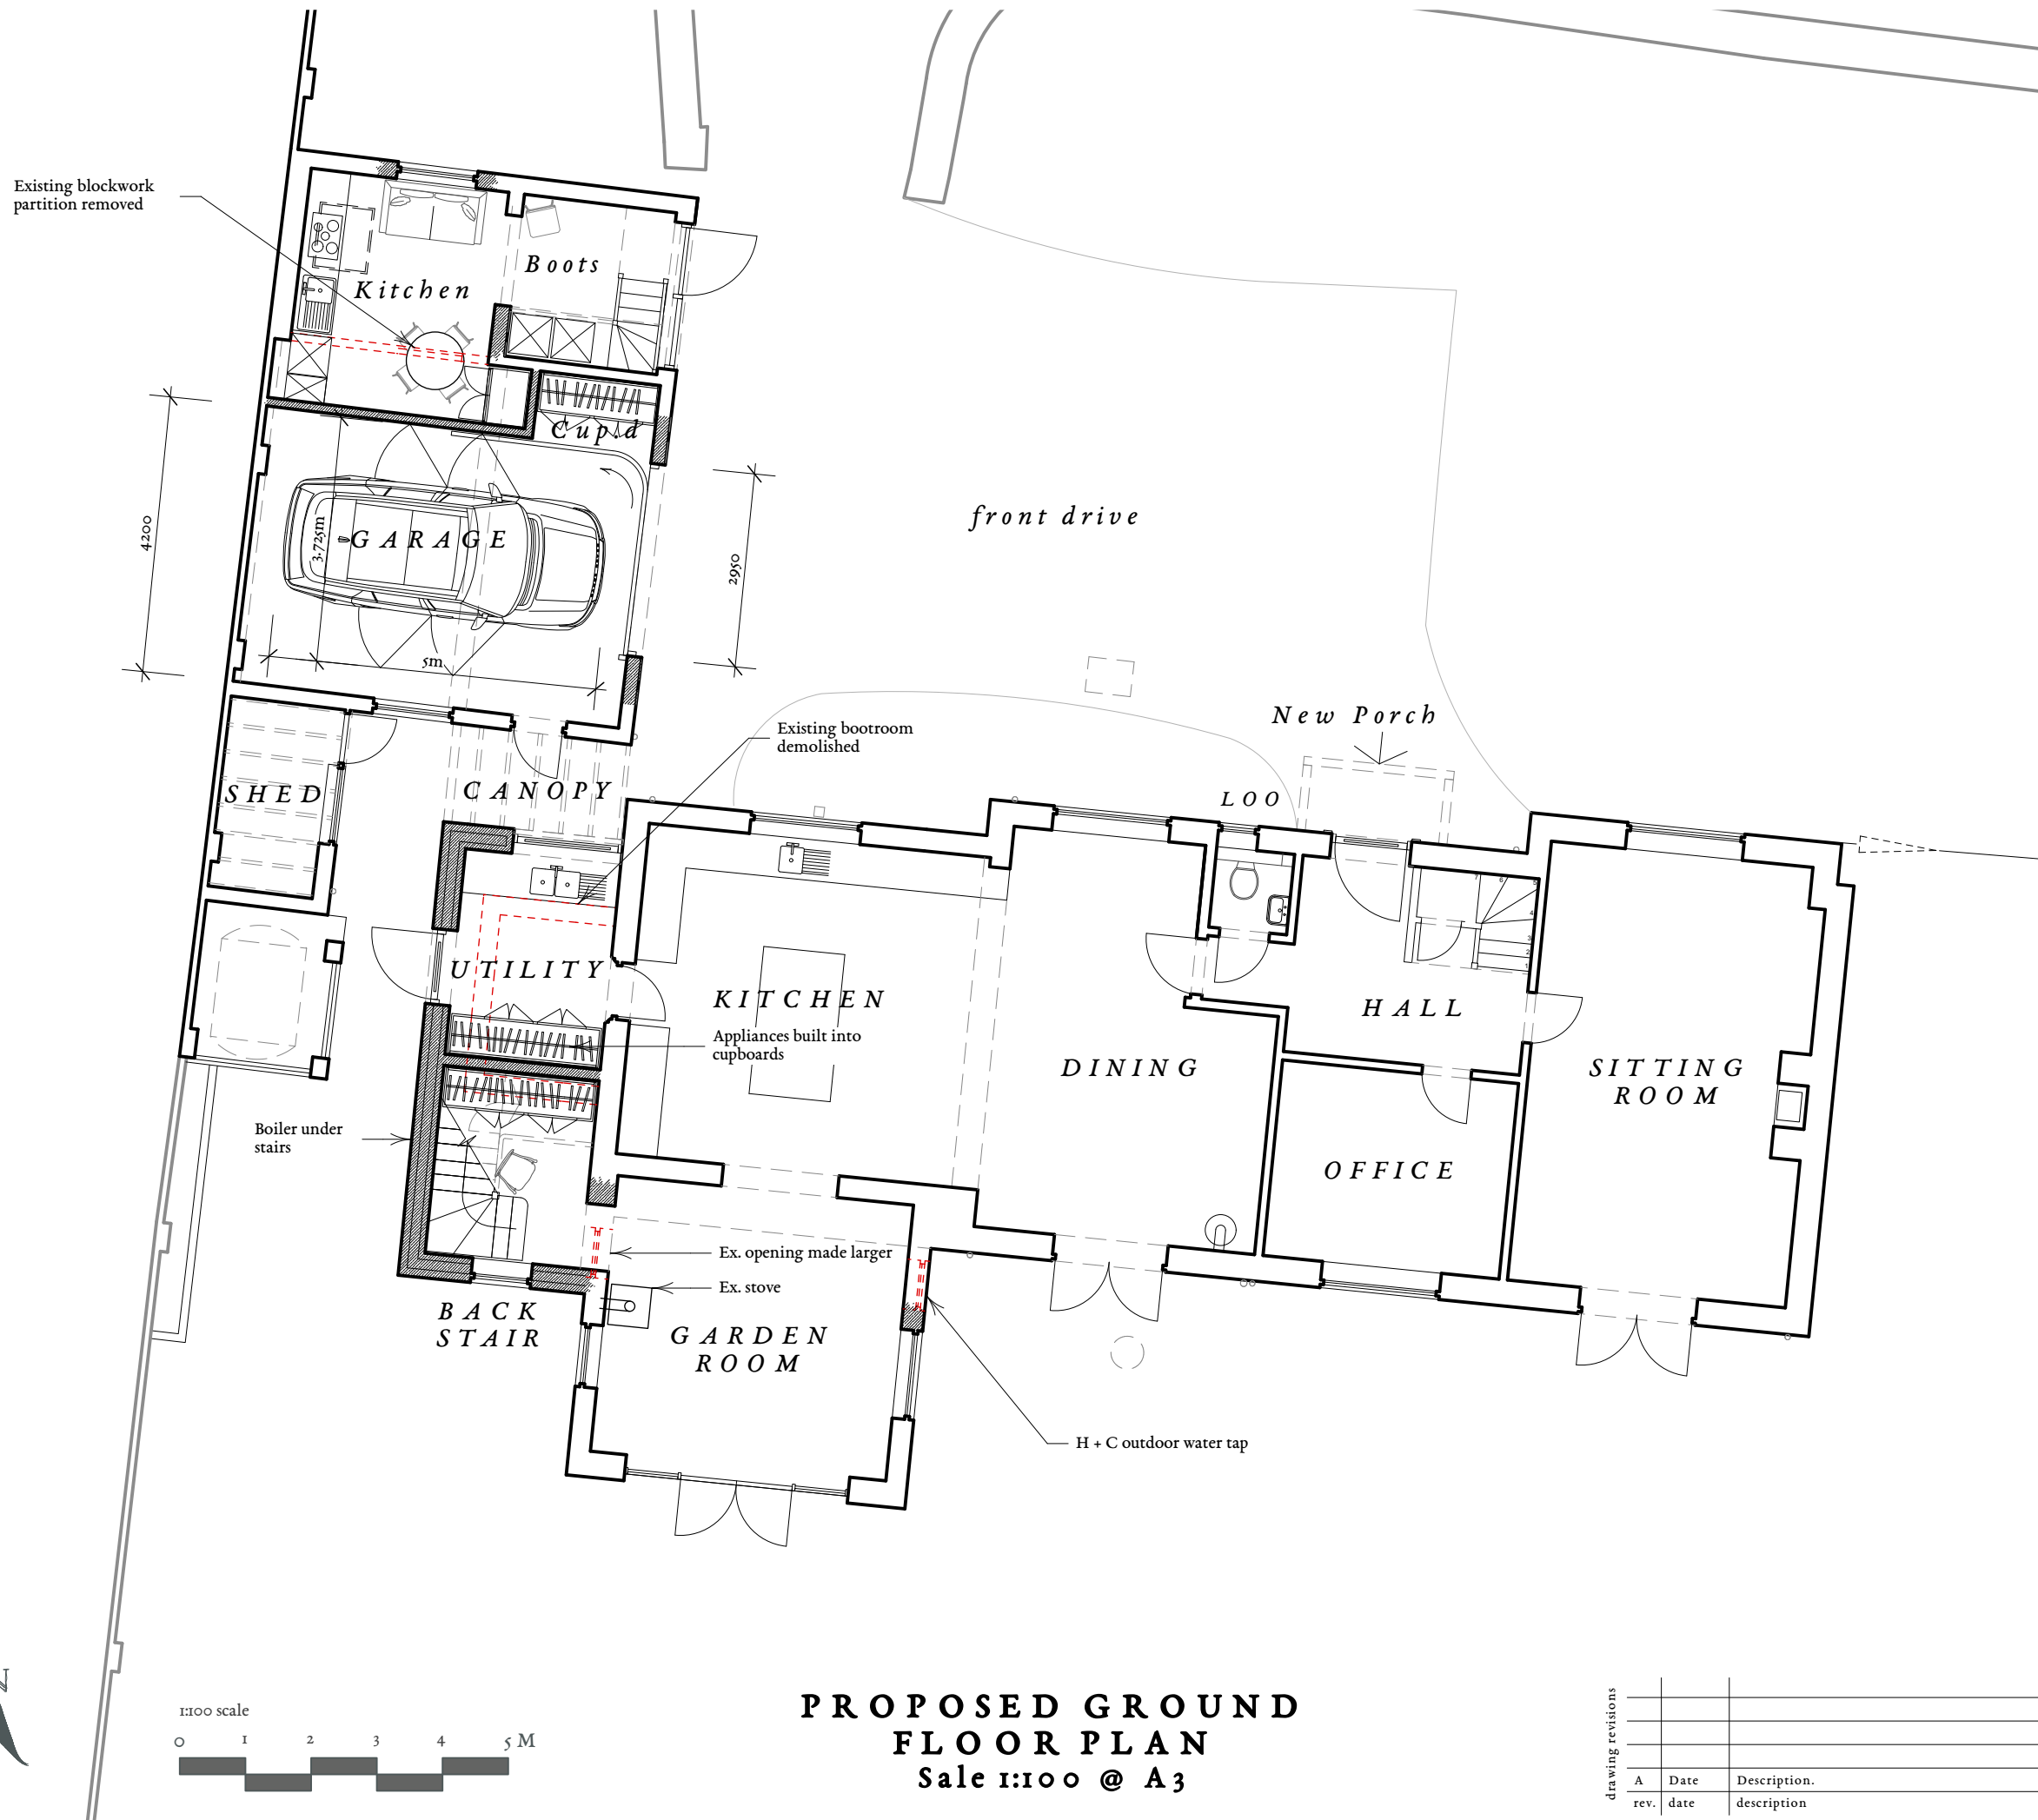 Existing blockwork
partition removed
Kitchen
Boots
Cup.d
4200
3.725m
GARAGE
5m
2950
front drive
New Porch
Existing bootroom
demolished
SHED
CANOPY
LOO
UTILITY
KITCHEN
Appliances built into
cupboards
DINING
HALL
SITTING
ROOM
Boiler under
stairs
OFFICE
Ex. opening made larger
Ex. stove
BACK
STAIR
GARDEN
ROOM
H + C outdoor water tap
N
1:100 scale
0 1 2 3 4 5 M
PROPOSED GROUND
FLOOR PLAN
Sale 1:100 @ A3
drawing revisions
A Date Description.
rev. date description